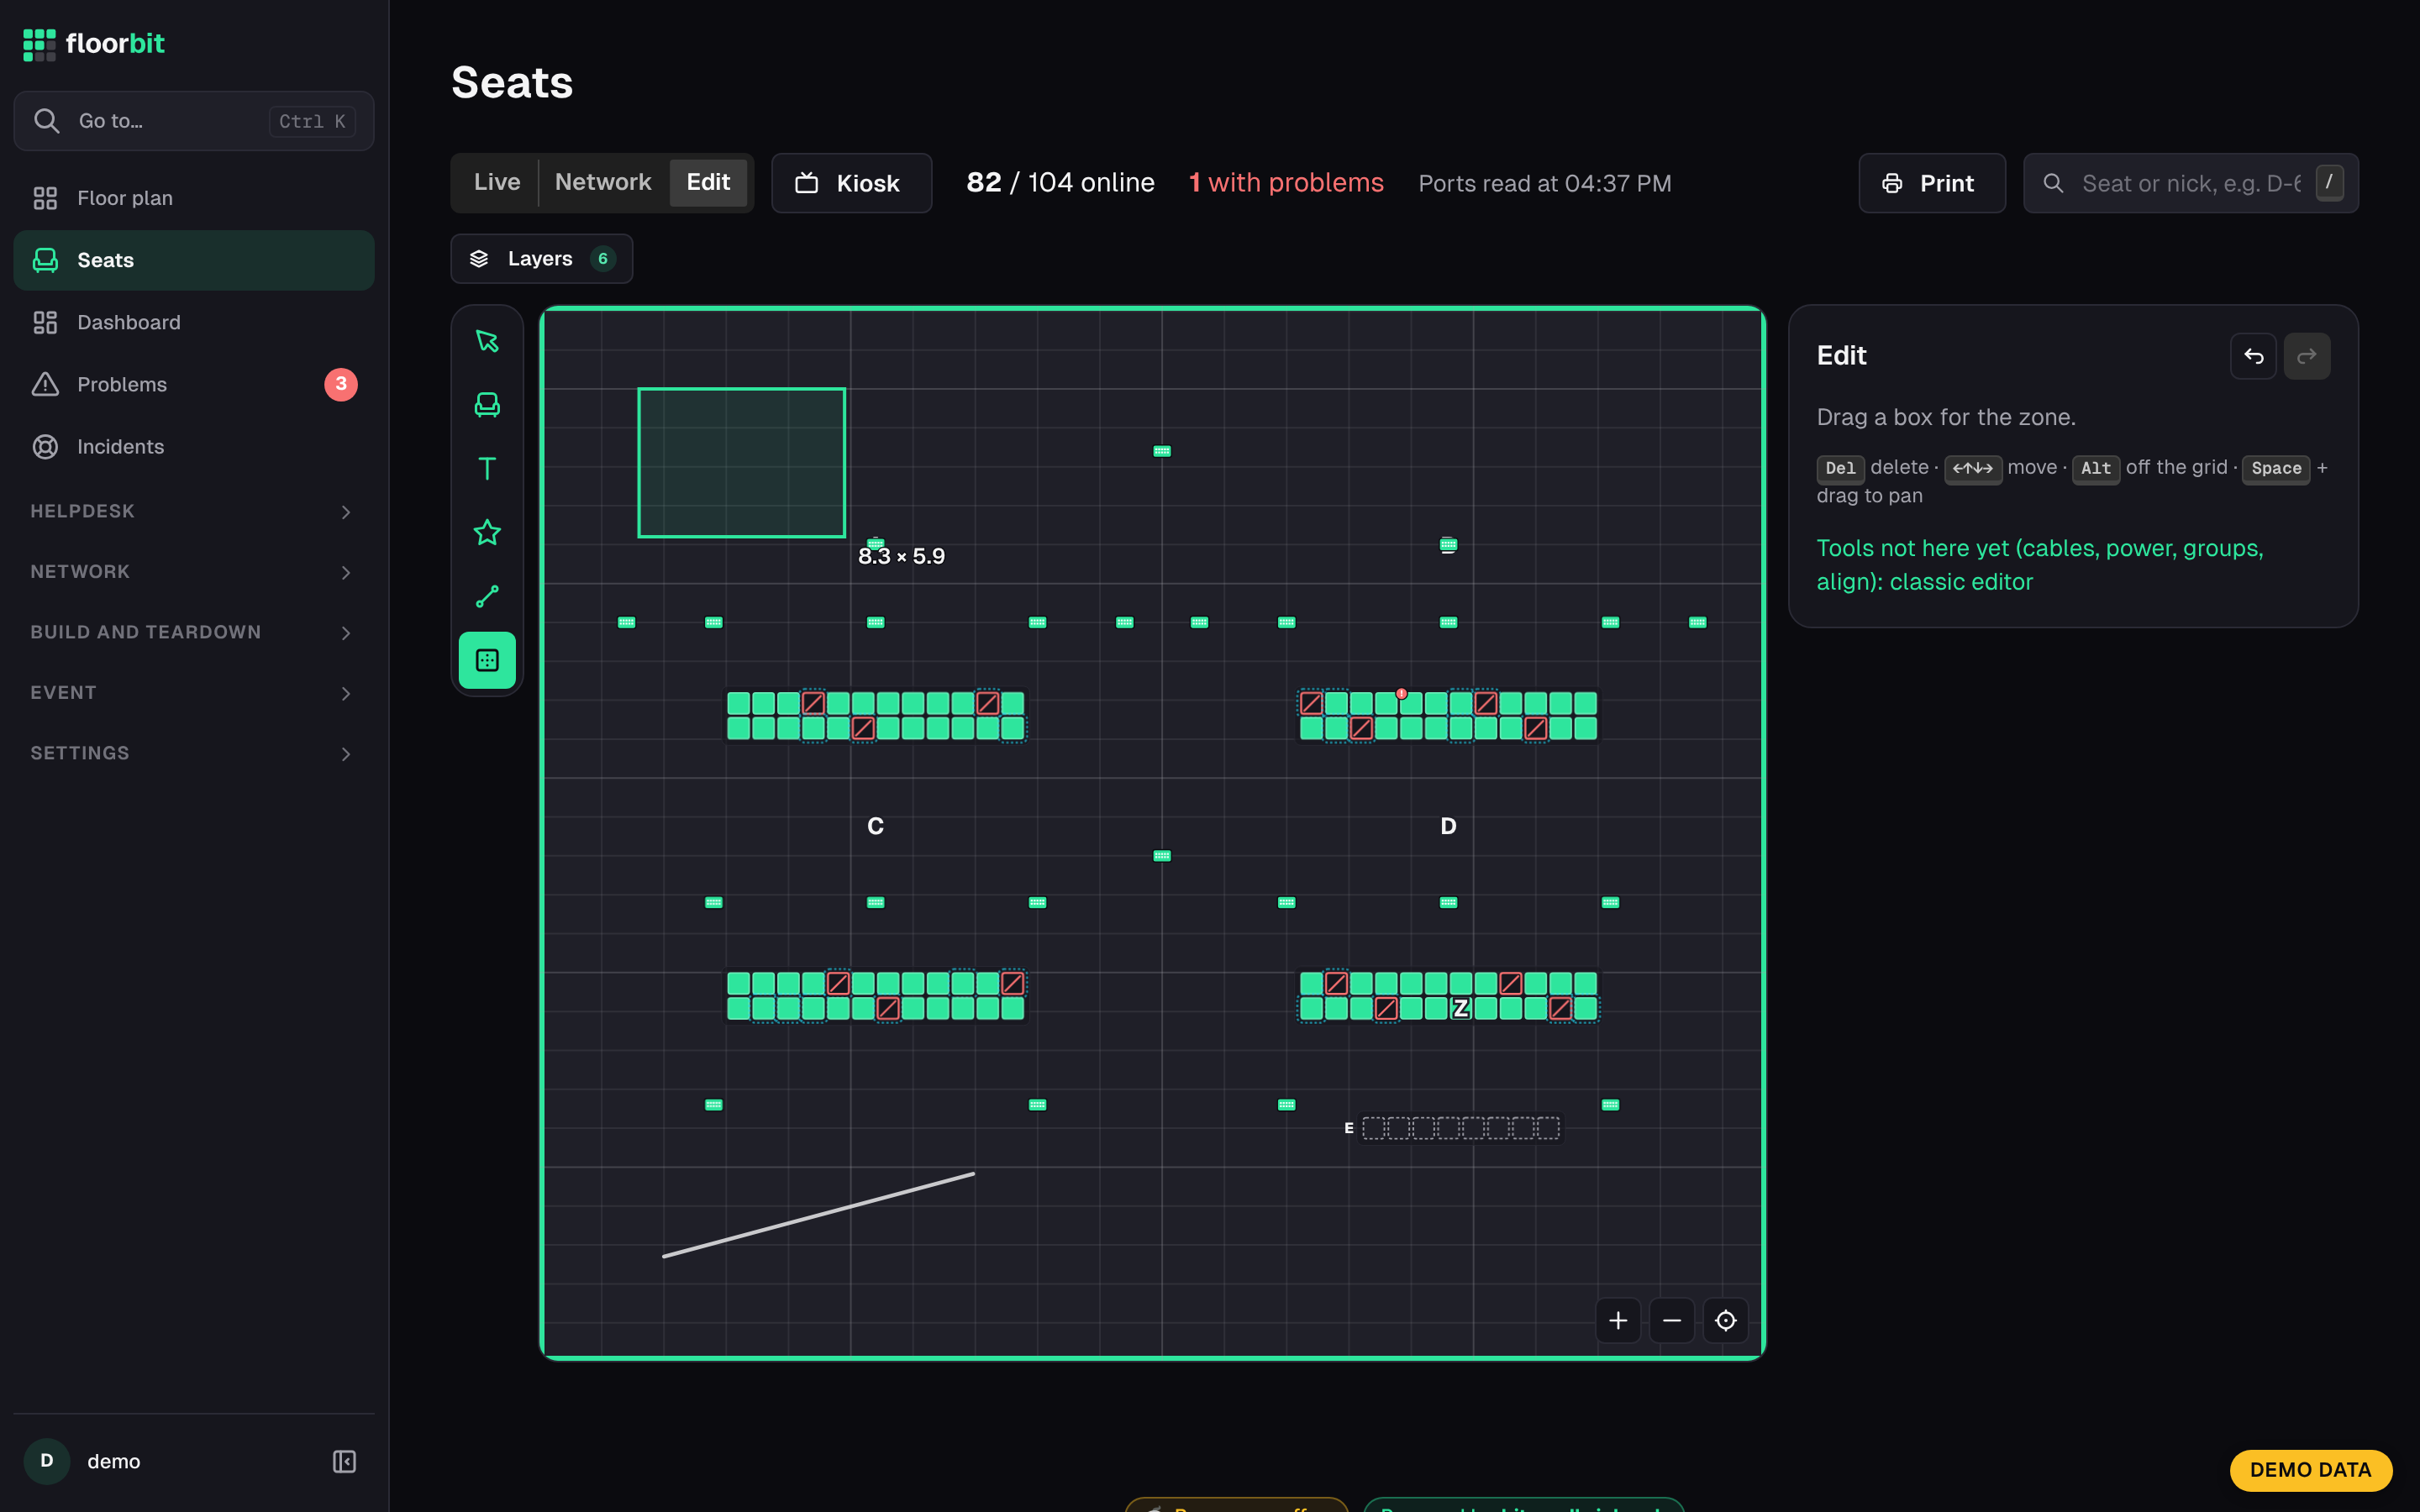 floorbit
Go to...
Ctrl K
Floor plan
Seats
Dashboard
Problems
3
Incidents
HELPDESK
NETWORK
BUILD AND TEARDOWN
EVENT
SETTINGS
D
demo
Seats
Live
Network
Edit
Kiosk
82 / 104 online
1 with problems
Ports read at 04:37 PM
Print
Seat or nick, e.g. D-6
/
Layers
6
8.3 × 5.9
C
D
Z
E
Edit
Drag a box for the zone.
Del delete · ←↑↓→ move · Alt off the grid · Space +
drag to pan
Tools not here yet (cables, power, groups,
align): classic editor
DEMO DATA